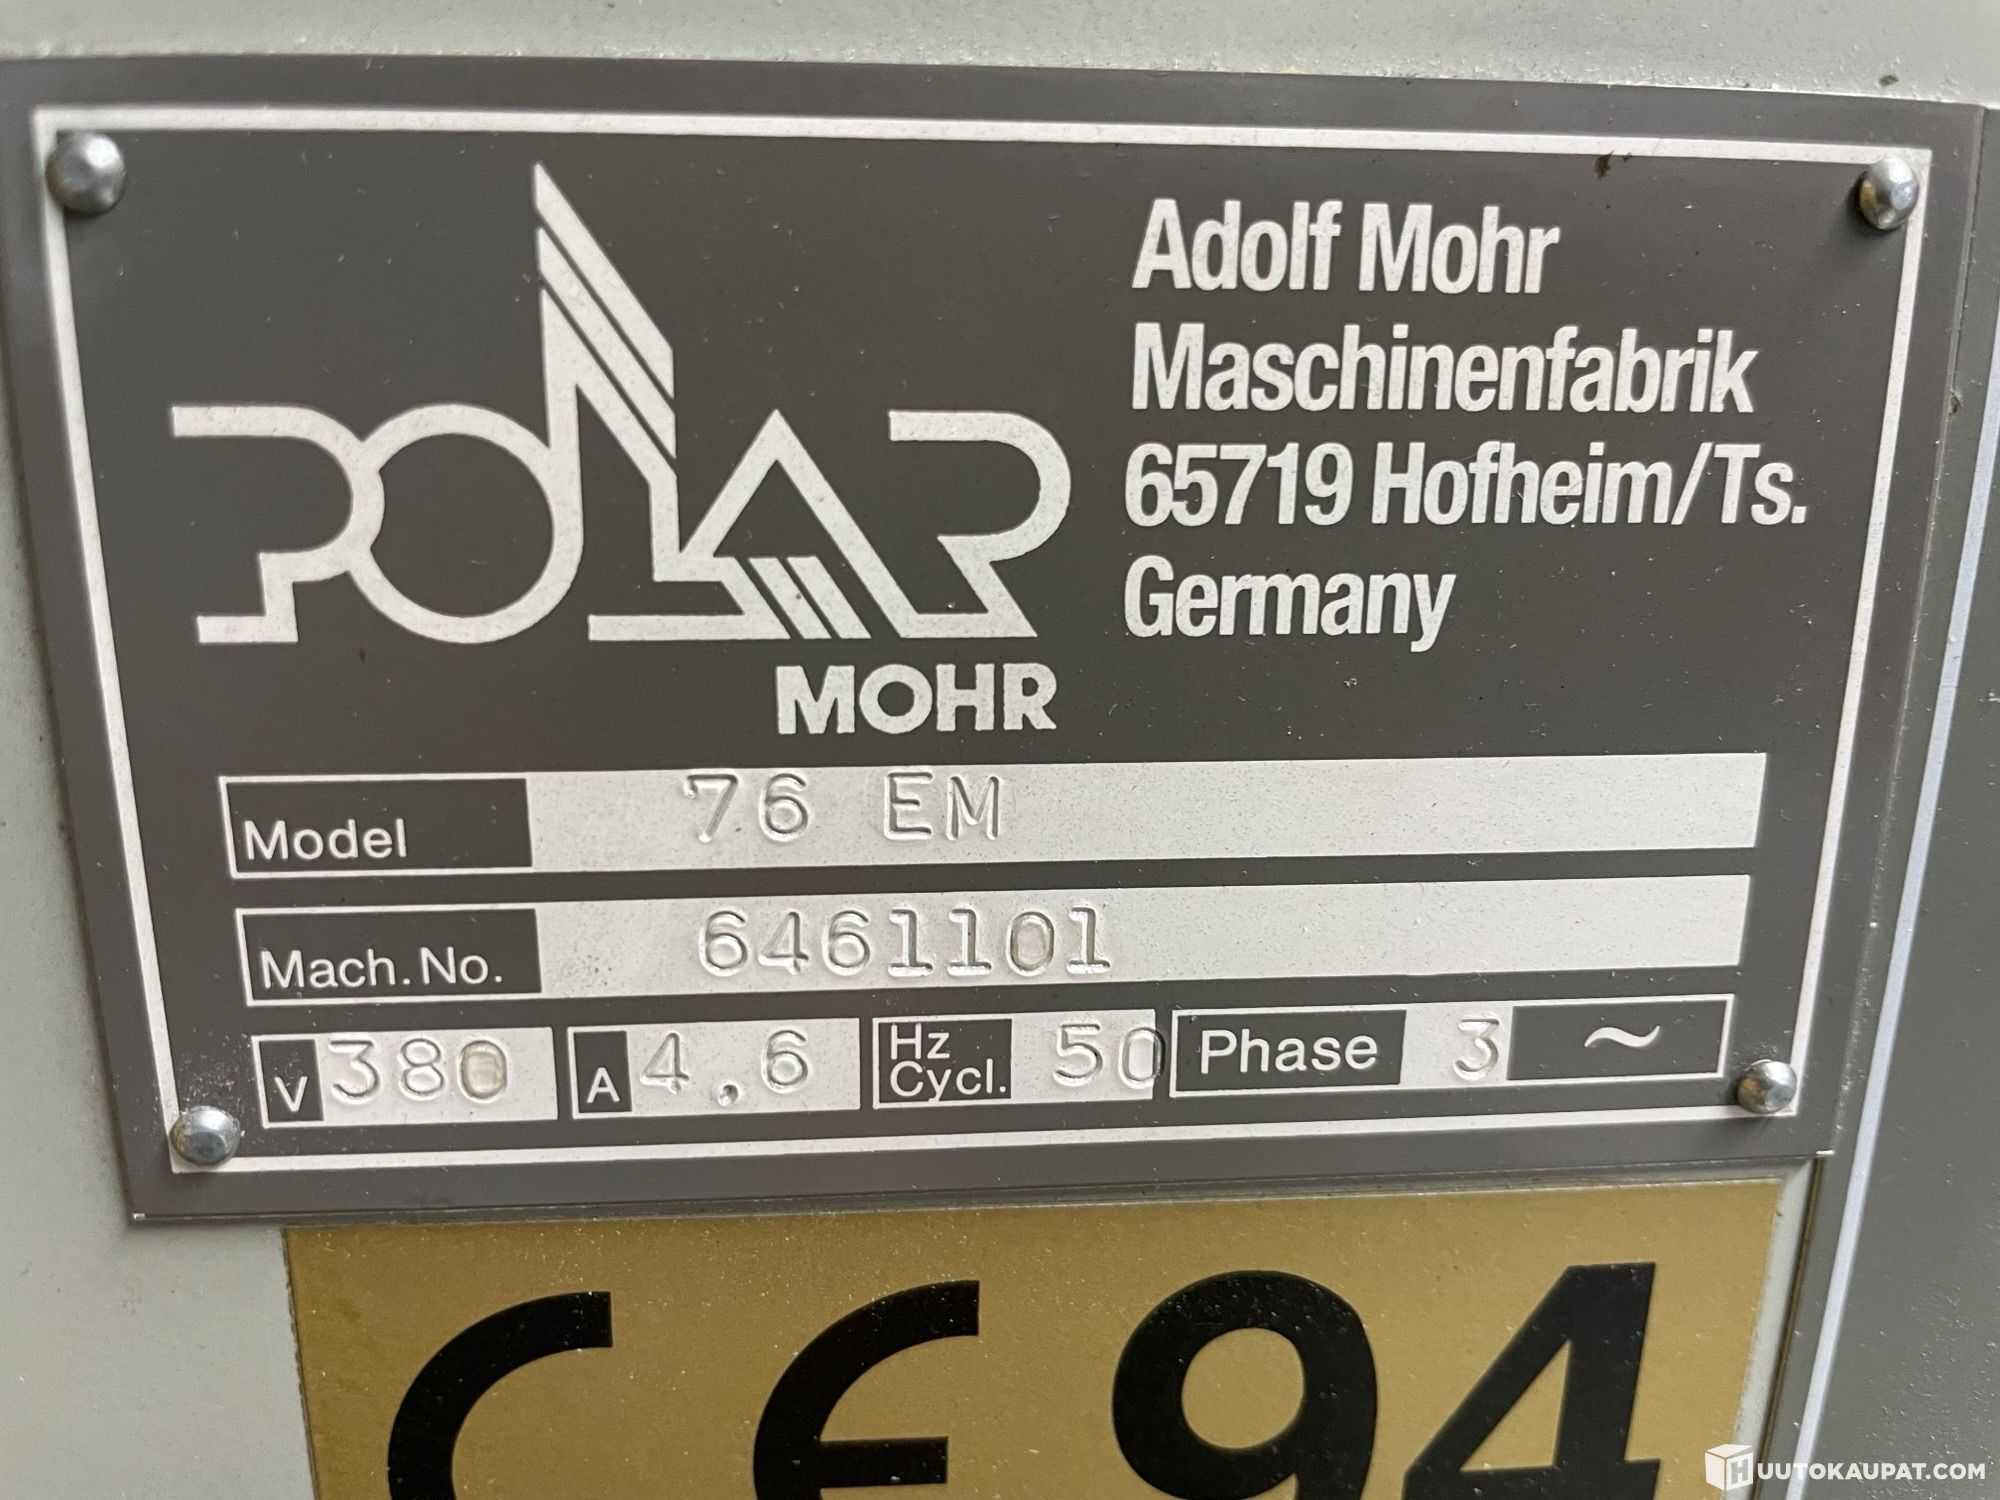 POLAR
MOHR
Adolf Mohr
Maschinenfabrik
65719 Hofheim/Ts.
Germany
Model 76 EM
Mach.No. 6461101
V 380 A 4.6 Hz Cycl. 50 Phase 3 ~
CE 94
HUUTOKAUPAT.COM